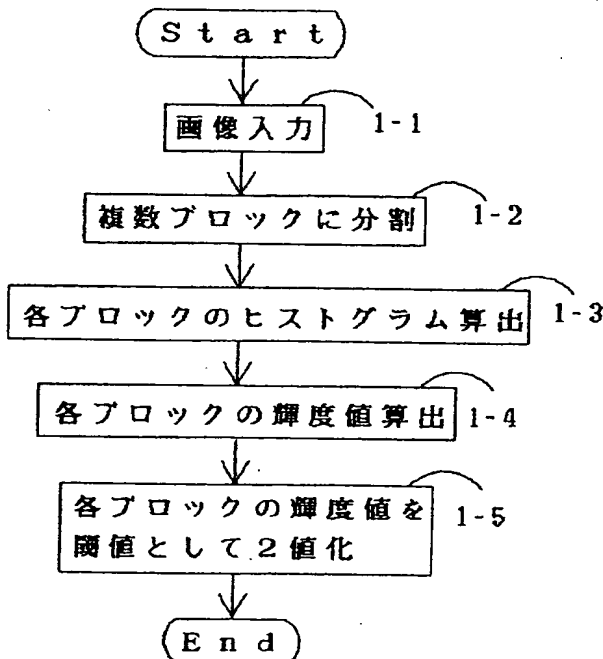 Start
画像入力 1-1
複数ブロックに分割 1-2
各ブロックのヒストグラム算出 1-3
各ブロックの輝度値算出 1-4
各ブロックの輝度値を 1-5
閾値として2値化
End